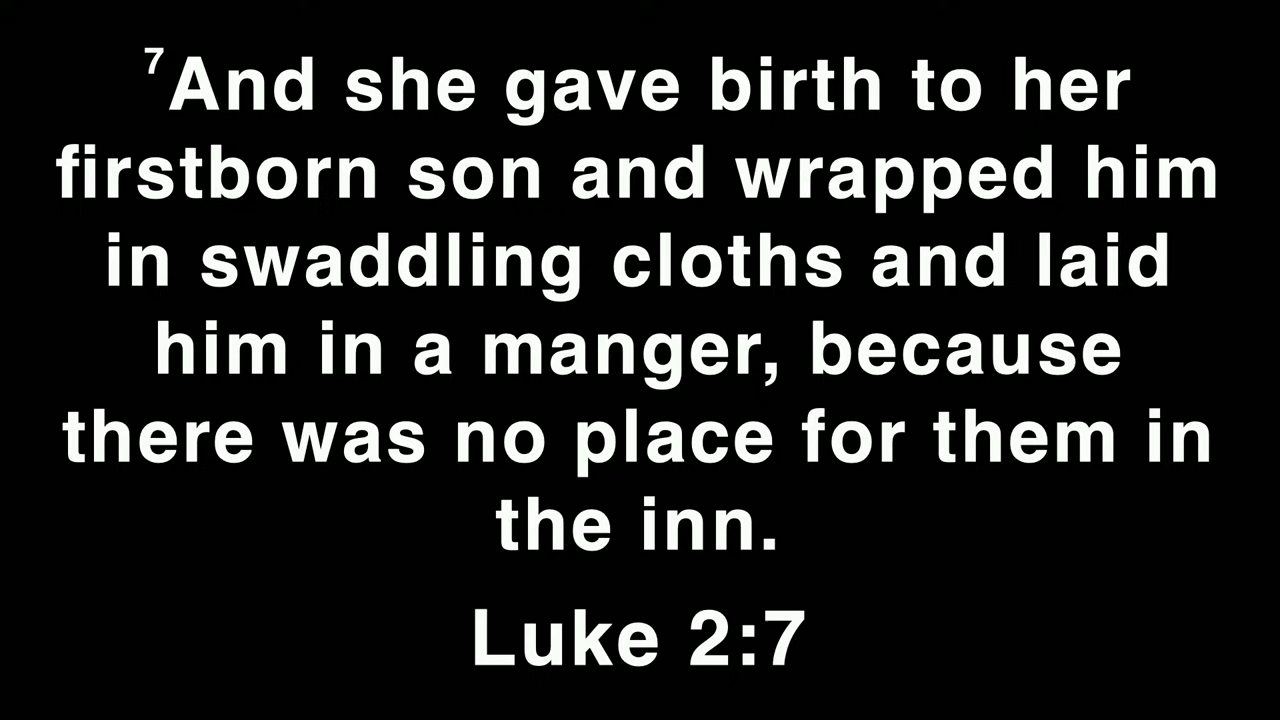 7And she gave birth to her
firstborn son and wrapped him
in swaddling cloths and laid
him in a manger, because
there was no place for them in
the inn.
Luke 2:7